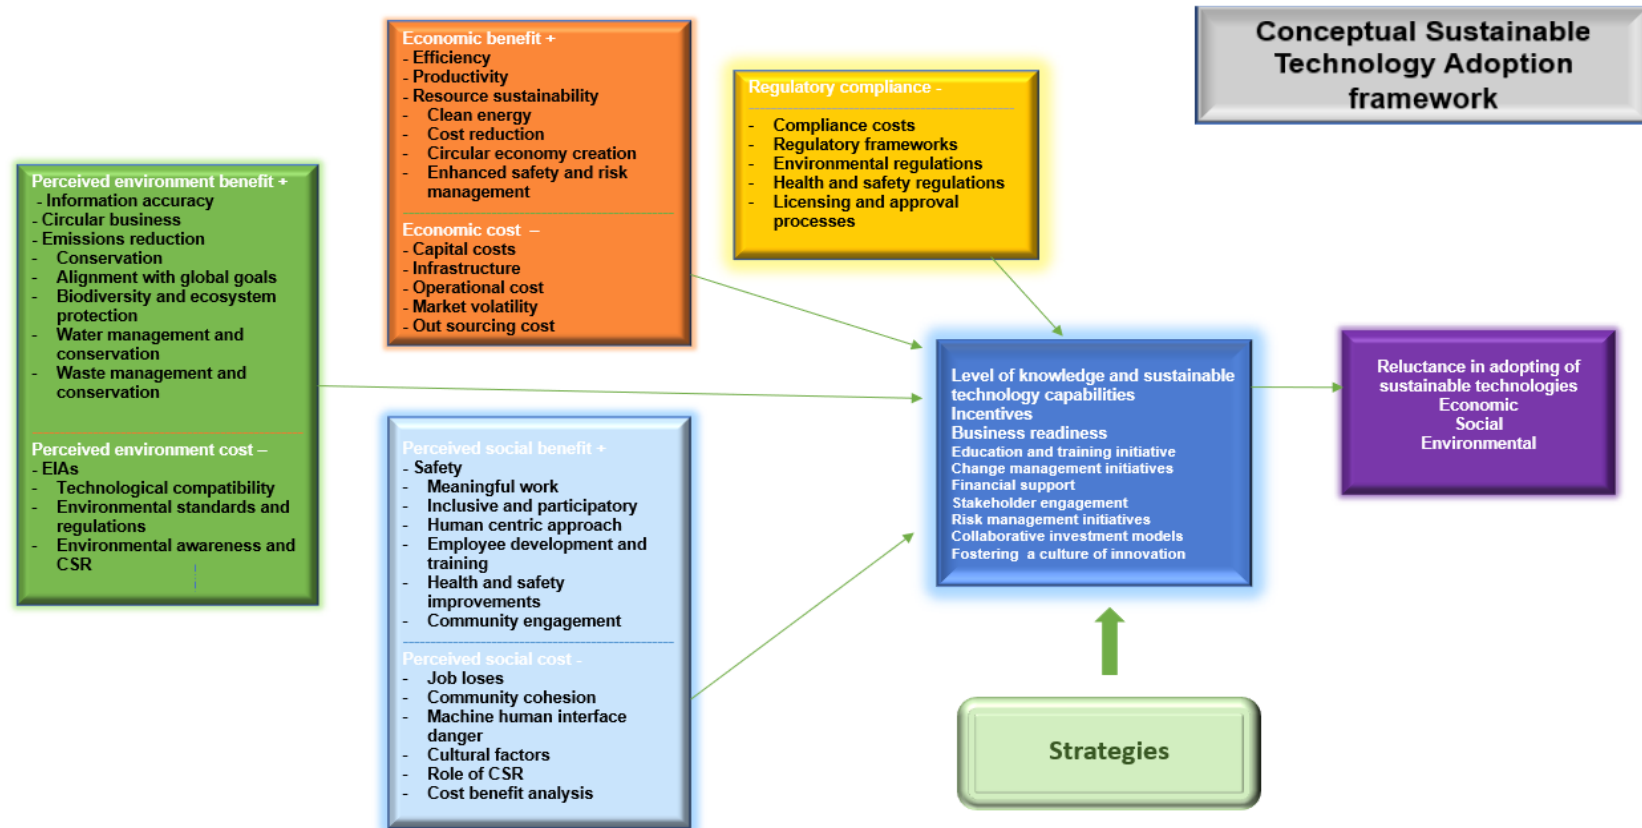 Conceptual Sustainable
Technology Adoption
framework
Perceived environment benefit +
- Information accuracy
- Circular business
- Emissions reduction
- Conservation
- Alignment with global goals
- Biodiversity and ecosystem
protection
- Water management and
conservation
- Waste management and
conservation
Perceived environment cost –
- EIAs
- Technological compatibility
- Environmental standards and
regulations
- Environmental awareness and
CSR
Economic benefit +
- Efficiency
- Productivity
- Resource sustainability
- Clean energy
- Cost reduction
- Circular economy creation
- Enhanced safety and risk
management
Economic cost –
- Capital costs
- Infrastructure
- Operational cost
- Market volatility
- Out sourcing cost
Perceived social benefit +
- Safety
- Meaningful work
- Inclusive and participatory
- Human centric approach
- Employee development and
training
- Health and safety
improvements
- Community engagement
Perceived social cost -
- Job loses
- Community cohesion
- Machine human interface
danger
- Cultural factors
- Role of CSR
- Cost benefit analysis
Regulatory compliance -
- Compliance costs
- Regulatory frameworks
- Environmental regulations
- Health and safety regulations
- Licensing and approval
processes
Level of knowledge and sustainable
technology capabilities
Incentives
Business readiness
Education and training initiative
Change management initiatives
Financial support
Stakeholder engagement
Risk management initiatives
Collaborative investment models
Fostering a culture of innovation
Strategies
Reluctance in adopting of
sustainable technologies
Economic
Social
Environmental